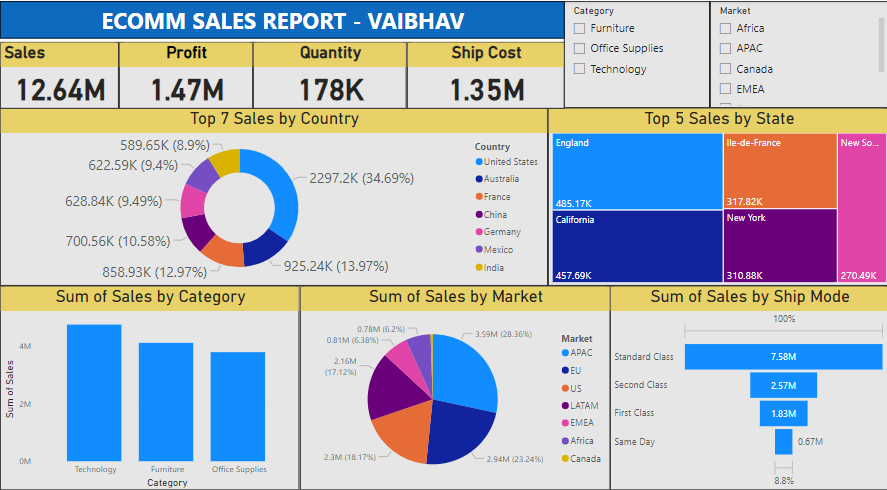 ECOMM SALES REPORT - VAIBHAV
Sales
12.64M
Profit
1.47M
Quantity
178K
Ship Cost
1.35M
Category
Furniture
Office Supplies
Technology
Market
Africa
APAC
Canada
EMEA
Top 7 Sales by Country
589.65K (8.9%)
622.59K (9.4%)
628.84K (9.49%)
700.56K (10.58%)
858.93K (12.97%)
925.24K (13.97%)
2297.2K (34.69%)
Country
United States
Australia
France
China
Germany
Mexico
India
Top 5 Sales by State
England
485.17K
California
457.69K
Ile-de-France
317.82K
New York
310.88K
New So...
270.49K
Sum of Sales by Category
Sum of Sales
4M
2M
0M
Technology
Furniture
Office Supplies
Category
Sum of Sales by Market
0.78M (6.2%)
0.81M (6.38%)
2.16M
(17.12%)
2.3M (18.17%)
2.94M (23.24%)
3.59M (28.36%)
Market
APAC
EU
US
LATAM
EMEA
Africa
Canada
Sum of Sales by Ship Mode
100%
Standard Class
7.58M
Second Class
2.57M
First Class
1.83M
Same Day
0.67M
8.8%